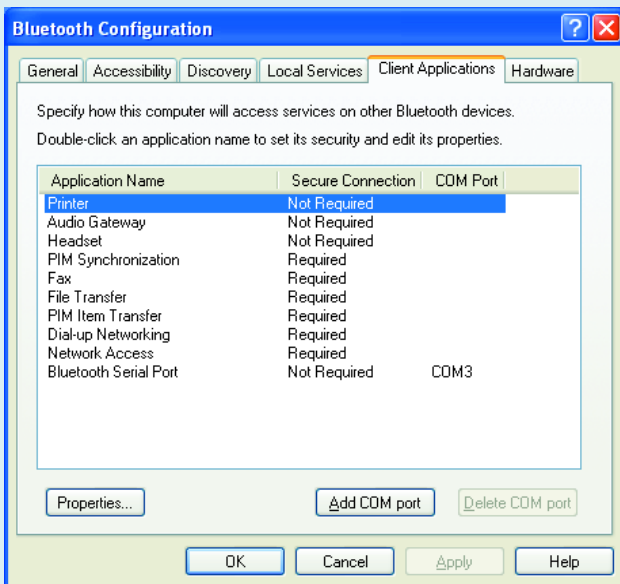 Bluetooth Configuration
General Accessibility Discovery Local Services Client Applications Hardware
Specify how this computer will access services on other Bluetooth devices.
Double-click an application name to set its security and edit its properties.
Application Name Secure Connection COM Port
Printer Not Required
Audio Gateway Not Required
Headset Not Required
PIM Synchronization Required
Fax Required
File Transfer Required
PIM Item Transfer Required
Dial-up Networking Required
Network Access Required
Bluetooth Serial Port Not Required COM3
Properties... Add COM port Delete COM port
OK Cancel Apply Help